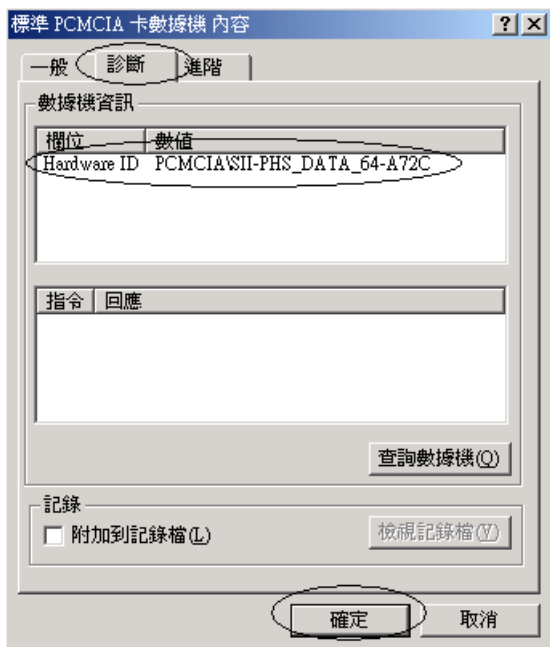 標準 PCMCIA 卡數據機 內容
一般 診斷 進階
數據機資訊
欄位 數值
Hardware ID PCMCIA\SII-PHS_DATA_64-A72C
指令 回應
查詢數據機(Q)
記錄
附加到記錄檔(L) 檢視記錄檔(V)
確定 取消